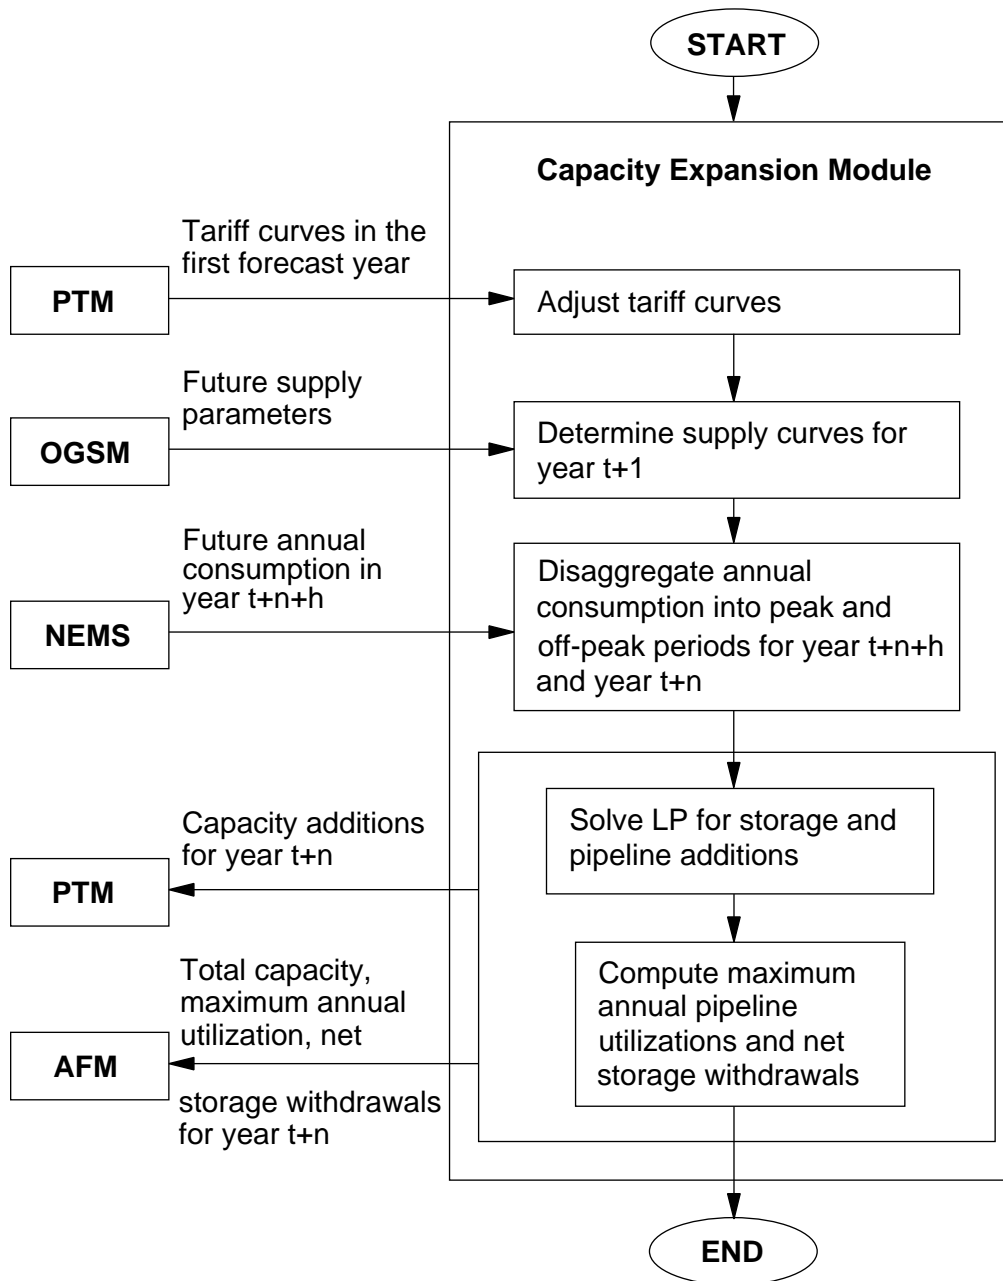 START
Capacity Expansion Module
Tariff curves in the
first forecast year
PTM
Adjust tariff curves
Future supply
parameters
OGSM
Determine supply curves for
year t+1
Future annual
consumption in
year t+n+h
NEMS
Disaggregate annual
consumption into peak and
off-peak periods for year t+n+h
and year t+n
Capacity additions
for year t+n
PTM
Solve LP for storage and
pipeline additions
Total capacity,
maximum annual
utilization, net
AFM
storage withdrawals
for year t+n
Compute maximum
annual pipeline
utilizations and net
storage withdrawals
END